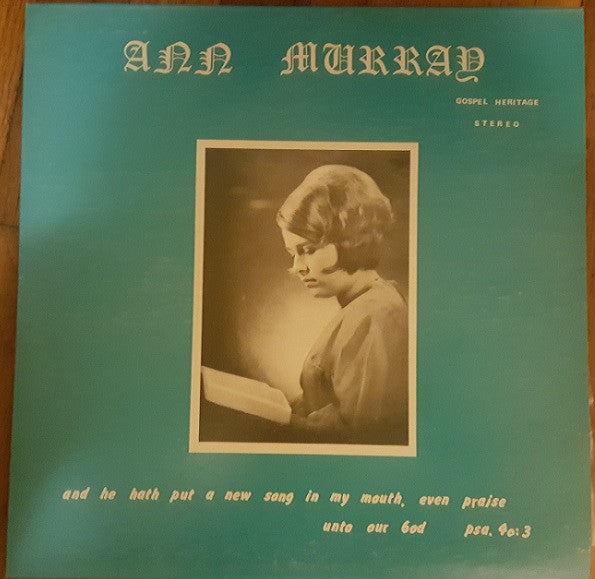 ANN MURRAY
GOSPEL HERITAGE
STEREO
and he hath put a new song in my mouth, even praise
unto our God psa. 40:3